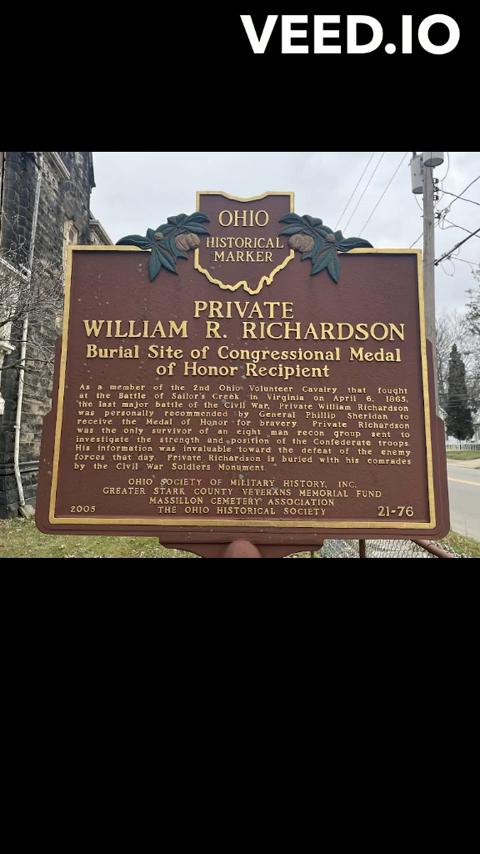 VEED.IO
OHIO
HISTORICAL
MARKER
PRIVATE
WILLIAM R. RICHARDSON
Burial Site of Congressional Medal
of Honor Recipient
As a member of the 2nd Ohio Volunteer Cavalry that fought
at the Battle of Sailor's Creek in Virginia on April 6, 1865,
the last major battle of the Civil War, Private William Richardson
was personally recommended by General Phillip Sheridan to
receive the Medal of Honor for bravery. Private Richardson
was the only survivor of an eight man recon group sent to
investigate the strength and position of the Confederate troops.
His information was invaluable toward the defeat of the enemy
forces that day. Private Richardson is buried with his comrades
by the Civil War Soldiers Monument.
OHIO SOCIETY OF MILITARY HISTORY, INC.
GREATER STARK COUNTY VETERANS MEMORIAL FUND
MASSILLON CEMETERY ASSOCIATION
2005 THE OHIO HISTORICAL SOCIETY 21-76